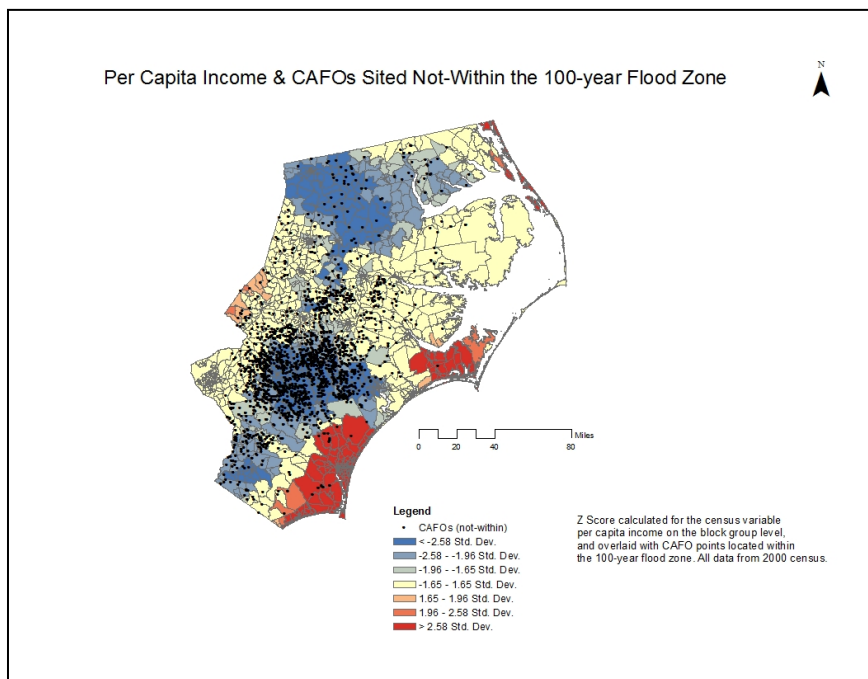 Per Capita Income & CAFOs Sited Not-Within the 100-year Flood Zone
N
Miles
0 20 40 80
Legend
CAFOs (not-within)
< -2.58 Std. Dev.
-2.58 - -1.96 Std. Dev.
-1.96 - -1.65 Std. Dev.
-1.65 - 1.65 Std. Dev.
1.65 - 1.96 Std. Dev.
1.96 - 2.58 Std. Dev.
> 2.58 Std. Dev.
Z Score calculated for the census variable
per capita income on the block group level,
and overlaid with CAFO points located within
the 100-year flood zone. All data from 2000 census.